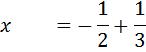 x = -1/2 + 1/3